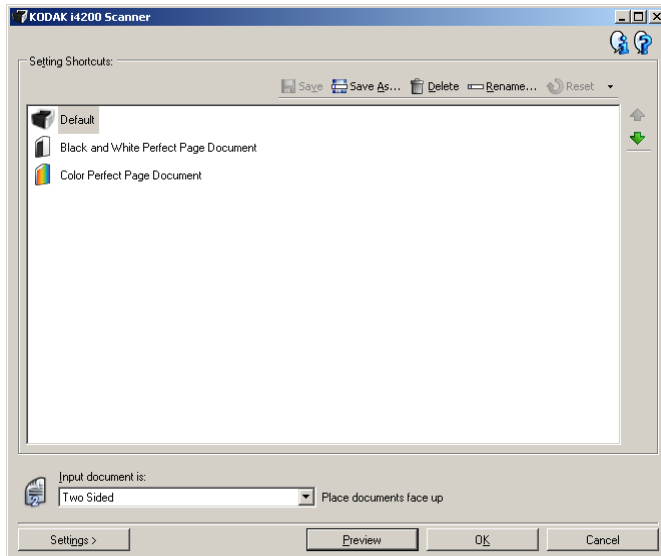 KODAK i4200 Scanner
Setting Shortcuts:
Save Save As... Delete Rename... Reset
Default
Black and White Perfect Page Document
Color Perfect Page Document
Input document is:
Two Sided Place documents face up
Settings > Preview OK Cancel